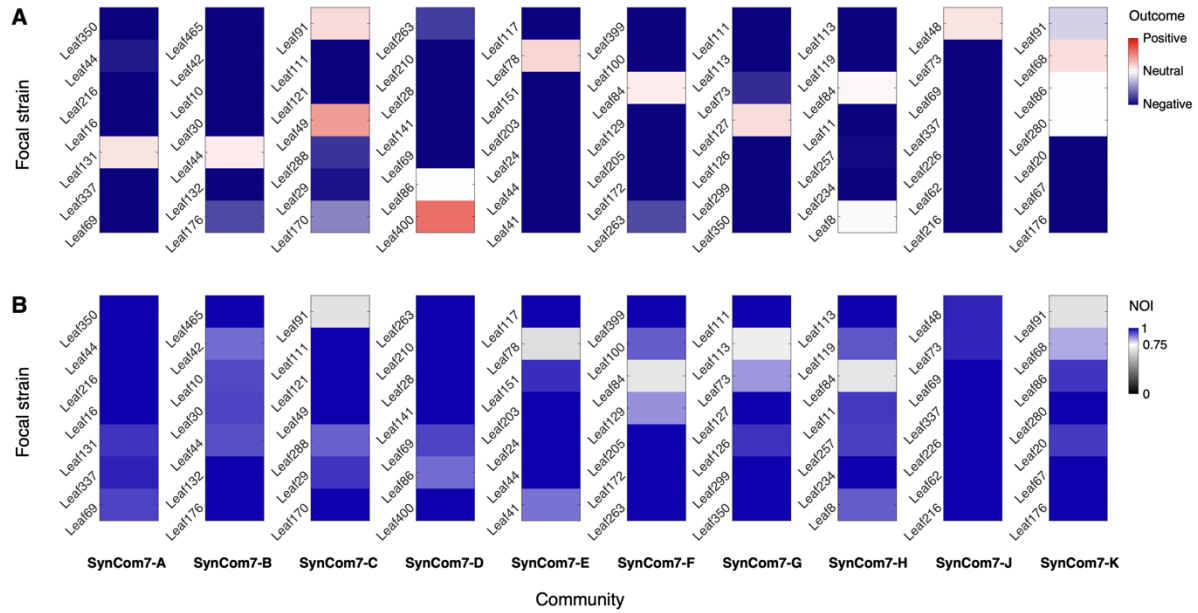 A
Focal strain
Leaf350
Leaf44
Leaf216
Leaf16
Leaf131
Leaf337
Leaf69
Leaf465
Leaf42
Leaf10
Leaf30
Leaf44
Leaf132
Leaf176
Leaf91
Leaf111
Leaf121
Leaf49
Leaf288
Leaf29
Leaf170
Leaf263
Leaf210
Leaf28
Leaf141
Leaf69
Leaf86
Leaf400
Leaf117
Leaf78
Leaf151
Leaf203
Leaf24
Leaf44
Leaf41
Leaf399
Leaf100
Leaf84
Leaf129
Leaf205
Leaf172
Leaf263
Leaf111
Leaf113
Leaf73
Leaf127
Leaf126
Leaf299
Leaf350
Leaf113
Leaf119
Leaf84
Leaf11
Leaf257
Leaf234
Leaf8
Leaf48
Leaf73
Leaf69
Leaf337
Leaf226
Leaf62
Leaf216
Leaf91
Leaf68
Leaf86
Leaf280
Leaf20
Leaf67
Leaf176
Outcome
Positive
Neutral
Negative
B
Focal strain
Leaf350
Leaf44
Leaf216
Leaf16
Leaf131
Leaf337
Leaf69
Leaf465
Leaf42
Leaf10
Leaf30
Leaf44
Leaf132
Leaf176
Leaf91
Leaf111
Leaf121
Leaf49
Leaf288
Leaf29
Leaf170
Leaf263
Leaf210
Leaf28
Leaf141
Leaf69
Leaf86
Leaf400
Leaf117
Leaf78
Leaf151
Leaf203
Leaf24
Leaf44
Leaf41
Leaf399
Leaf100
Leaf84
Leaf129
Leaf205
Leaf172
Leaf263
Leaf111
Leaf113
Leaf73
Leaf127
Leaf126
Leaf299
Leaf350
Leaf113
Leaf119
Leaf84
Leaf11
Leaf257
Leaf234
Leaf8
Leaf48
Leaf73
Leaf69
Leaf337
Leaf226
Leaf62
Leaf216
Leaf91
Leaf68
Leaf86
Leaf280
Leaf20
Leaf67
Leaf176
NOI
1
0.75
0
SynCom7-A SynCom7-B SynCom7-C SynCom7-D SynCom7-E SynCom7-F SynCom7-G SynCom7-H SynCom7-J SynCom7-K
Community